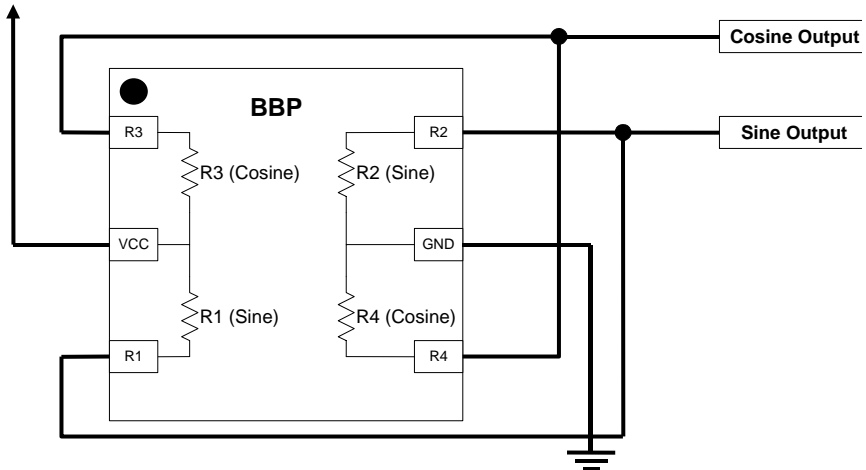 Cosine Output
BBP
R3
R2
Sine Output
R3 (Cosine)
R2 (Sine)
VCC
GND
R1 (Sine)
R4 (Cosine)
R1
R4